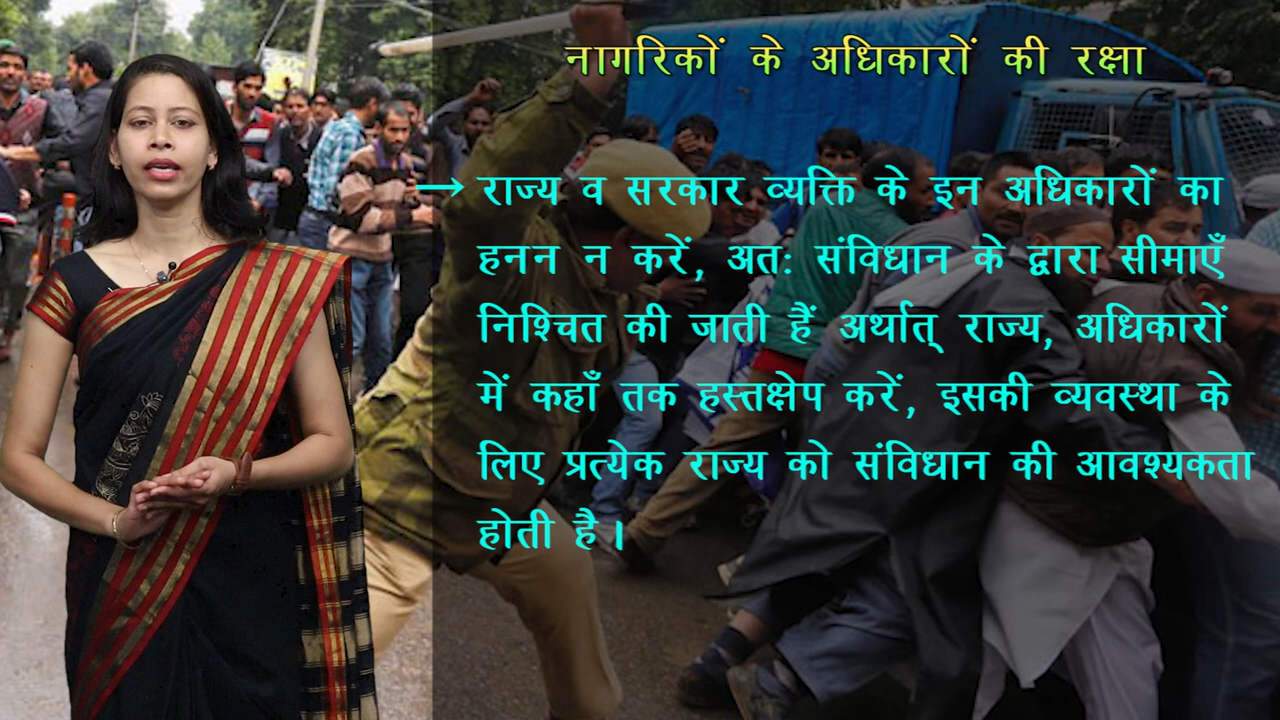 नागरिकों के अधिकारों की रक्षा
→ राज्य व सरकार व्यक्ति के इन अधिकारों का
हनन न करें, अत: संविधान के द्वारा सीमाएँ
निश्चित की जाती हैं अर्थात् राज्य, अधिकारों
में कहाँ तक हस्तक्षेप करें, इसकी व्यवस्था के
लिए प्रत्येक राज्य को संविधान की आवश्यकता
होती है।